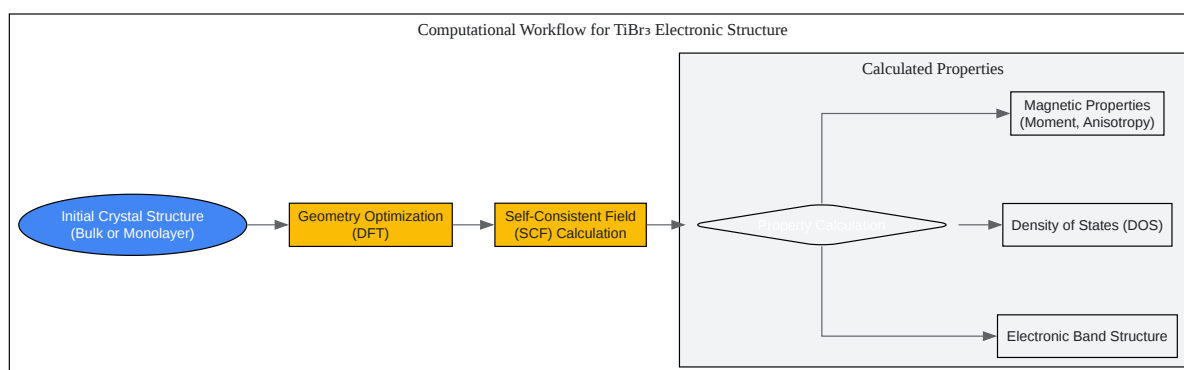 Computational Workflow for TiBr₃ Electronic Structure
Calculated Properties
Magnetic Properties
(Moment, Anisotropy)
Initial Crystal Structure
(Bulk or Monolayer)
Geometry Optimization
(DFT)
Self-Consistent Field
(SCF) Calculation
Property Calculation
Density of States (DOS)
Electronic Band Structure